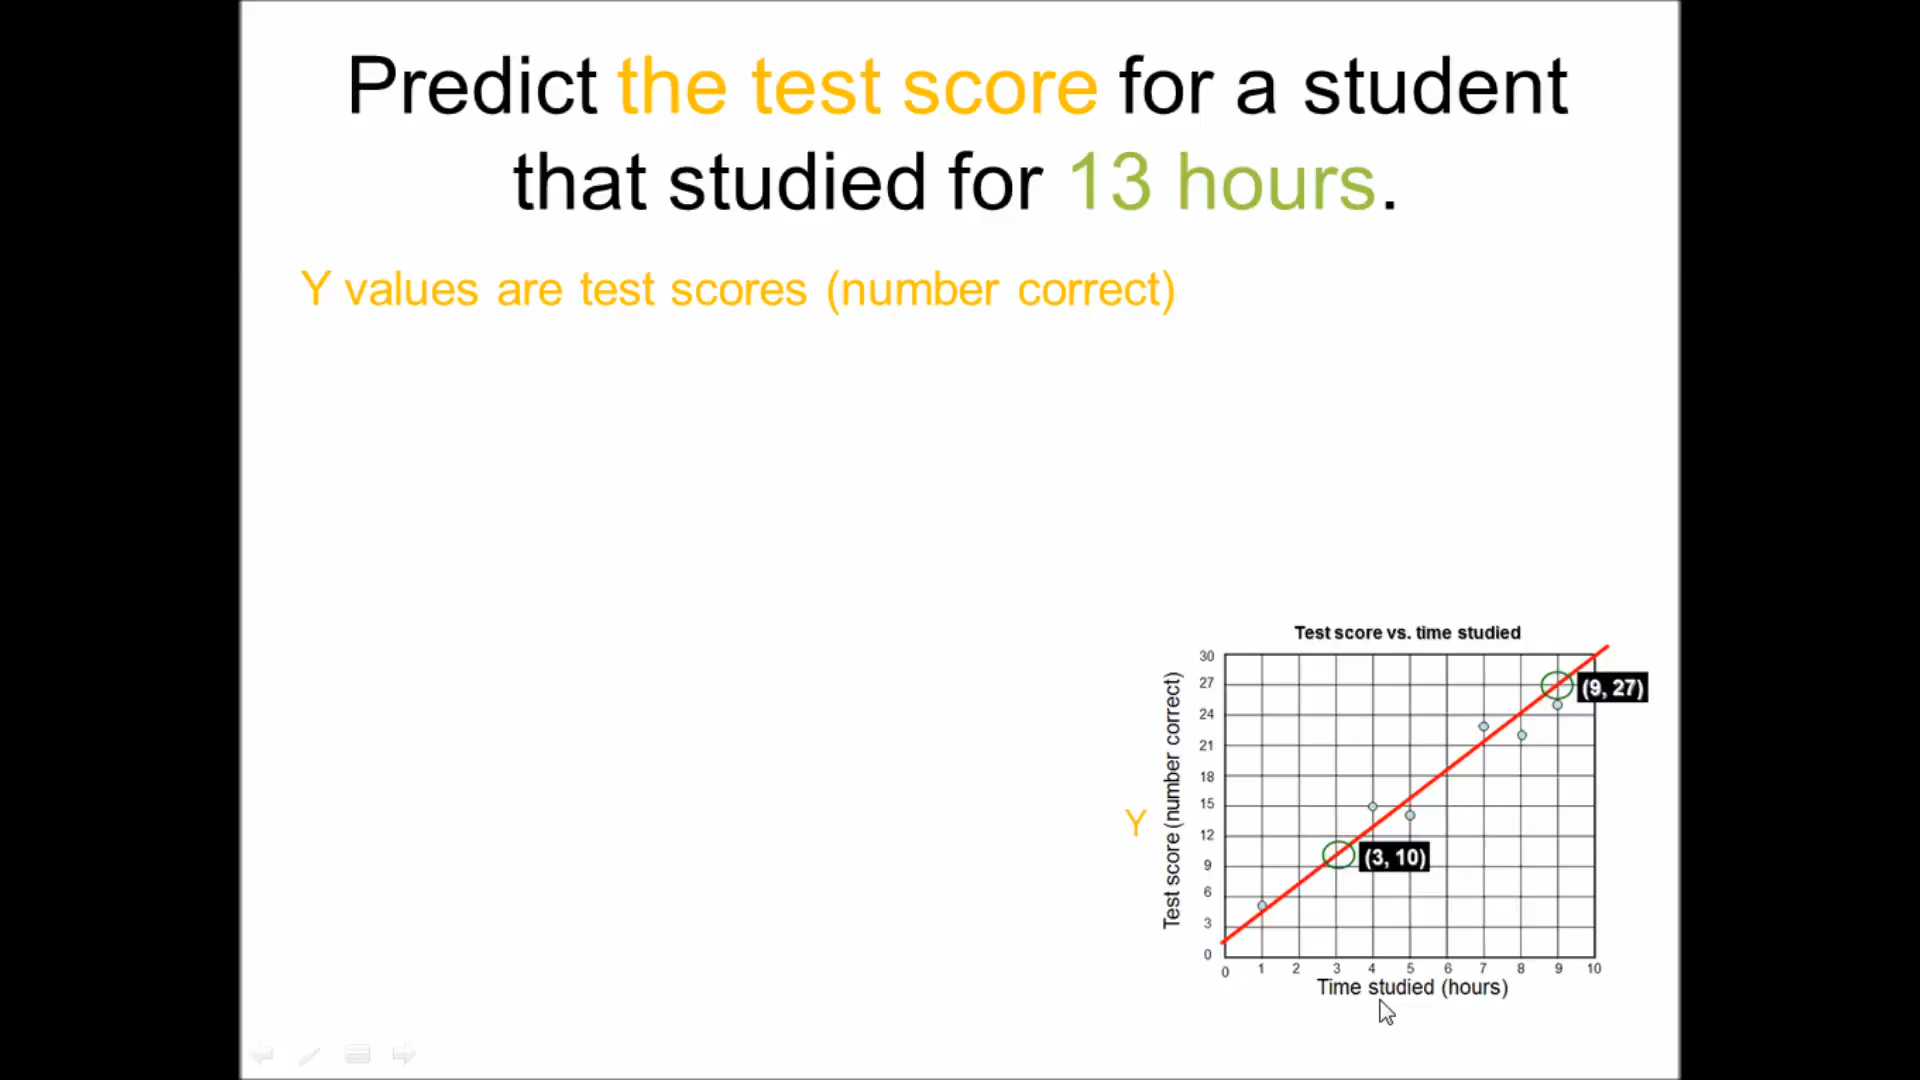 Predict the test score for a student
that studied for 13 hours.
Y values are test scores (number correct)
Test score vs. time studied
30
27
24
21
18
15
12
9
6
3
0
Y
Test score (number correct)
(9, 27)
(3, 10)
0 1 2 3 4 5 6 7 8 9 10
Time studied (hours)